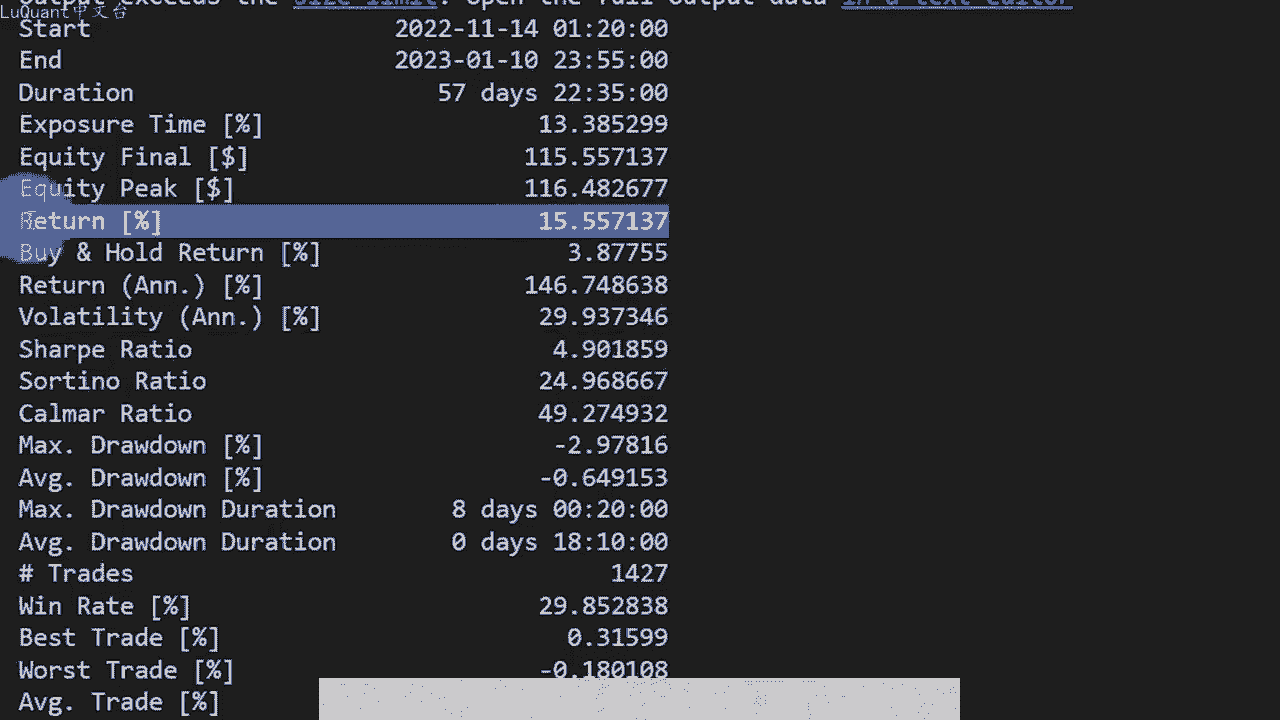 Output exceeds the size limit. Open the full output data in a text editor
LuQuant中文台
Start 2022-11-14 01:20:00
End 2023-01-10 23:55:00
Duration 57 days 22:35:00
Exposure Time [%] 13.385299
Equity Final [$] 115.557137
Equity Peak [$] 116.482677
Return [%] 15.557137
Buy & Hold Return [%] 3.87755
Return (Ann.) [%] 146.748638
Volatility (Ann.) [%] 29.937346
Sharpe Ratio 4.901859
Sortino Ratio 24.968667
Calmar Ratio 49.274932
Max. Drawdown [%] -2.97816
Avg. Drawdown [%] -0.649153
Max. Drawdown Duration 8 days 00:20:00
Avg. Drawdown Duration 0 days 18:10:00
# Trades 1427
Win Rate [%] 29.852838
Best Trade [%] 0.31599
Worst Trade [%] -0.180108
Avg. Trade [%]